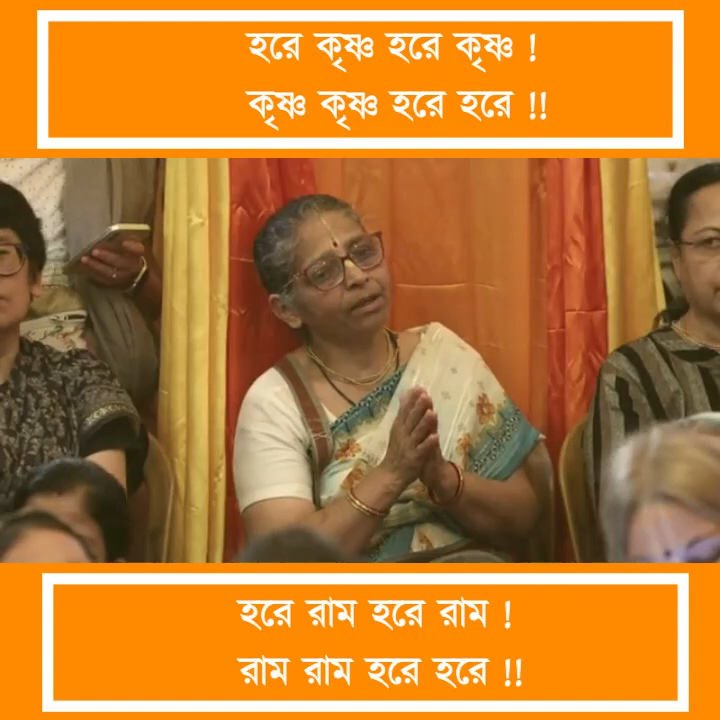 হরে কৃষ্ণ হরে কৃষ্ণ !
কৃষ্ণ কৃষ্ণ হরে হরে !!
হরে রাম হরে রাম !
রাম রাম হরে হরে !!